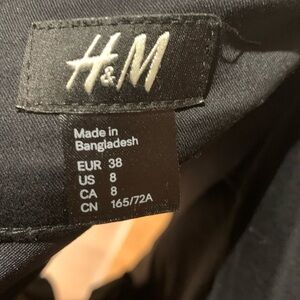 H&M
Made in
Bangladesh
EUR 38
US 8
CA 8
CN 165/72A